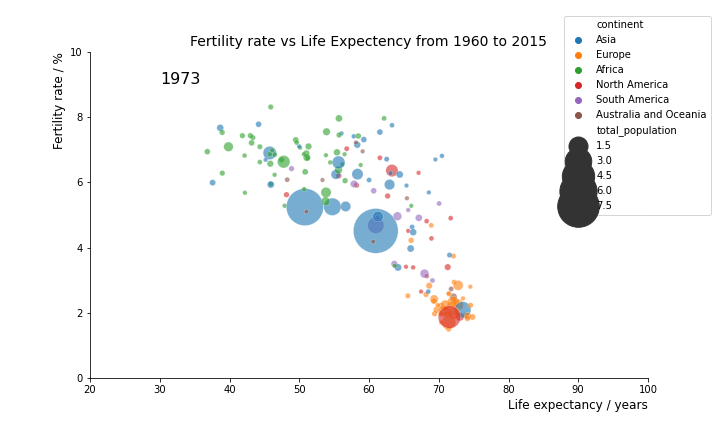 Fertility rate vs Life Expectency from 1960 to 2015
continent
Asia
Europe
Africa
North America
South America
Australia and Oceania
total_population
1.5
3.0
4.5
6.0
7.5
1973
Fertility rate / %
10
8
6
4
2
0
20
30
40
50
60
70
80
90
100
Life expectancy / years